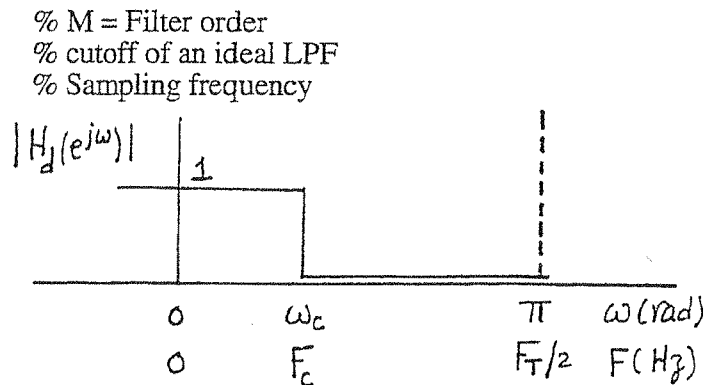 % M = Filter order
% cutoff of an ideal LPF
% Sampling frequency
|H_d(e^{jω})|
1
0 ω_c π ω(rad)
0 F_c F_T/2 F(Hz)